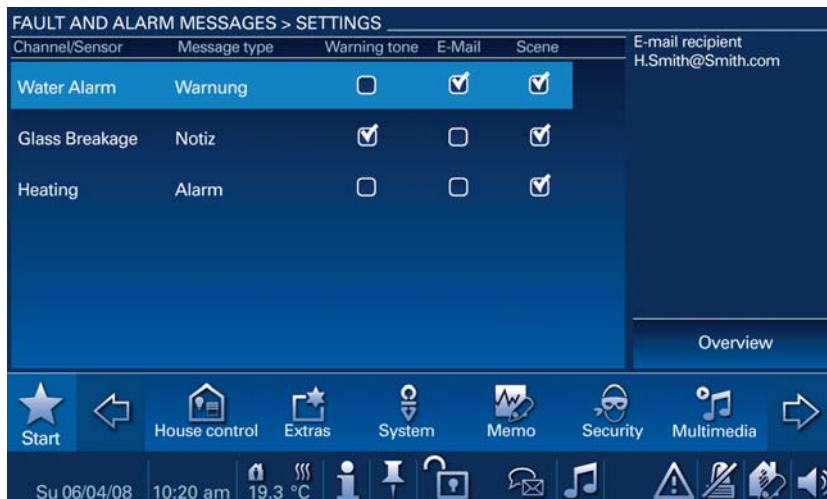 FAULT AND ALARM MESSAGES > SETTINGS
Channel/Sensor Message type Warning tone E-Mail Scene
Water Alarm Warnung
Glass Breakage Notiz
Heating Alarm
E-mail recipient
H.Smith@Smith.com
Overview
Start House control Extras System Memo Security Multimedia
Su 06/04/08 10:20 am 19.3 °C